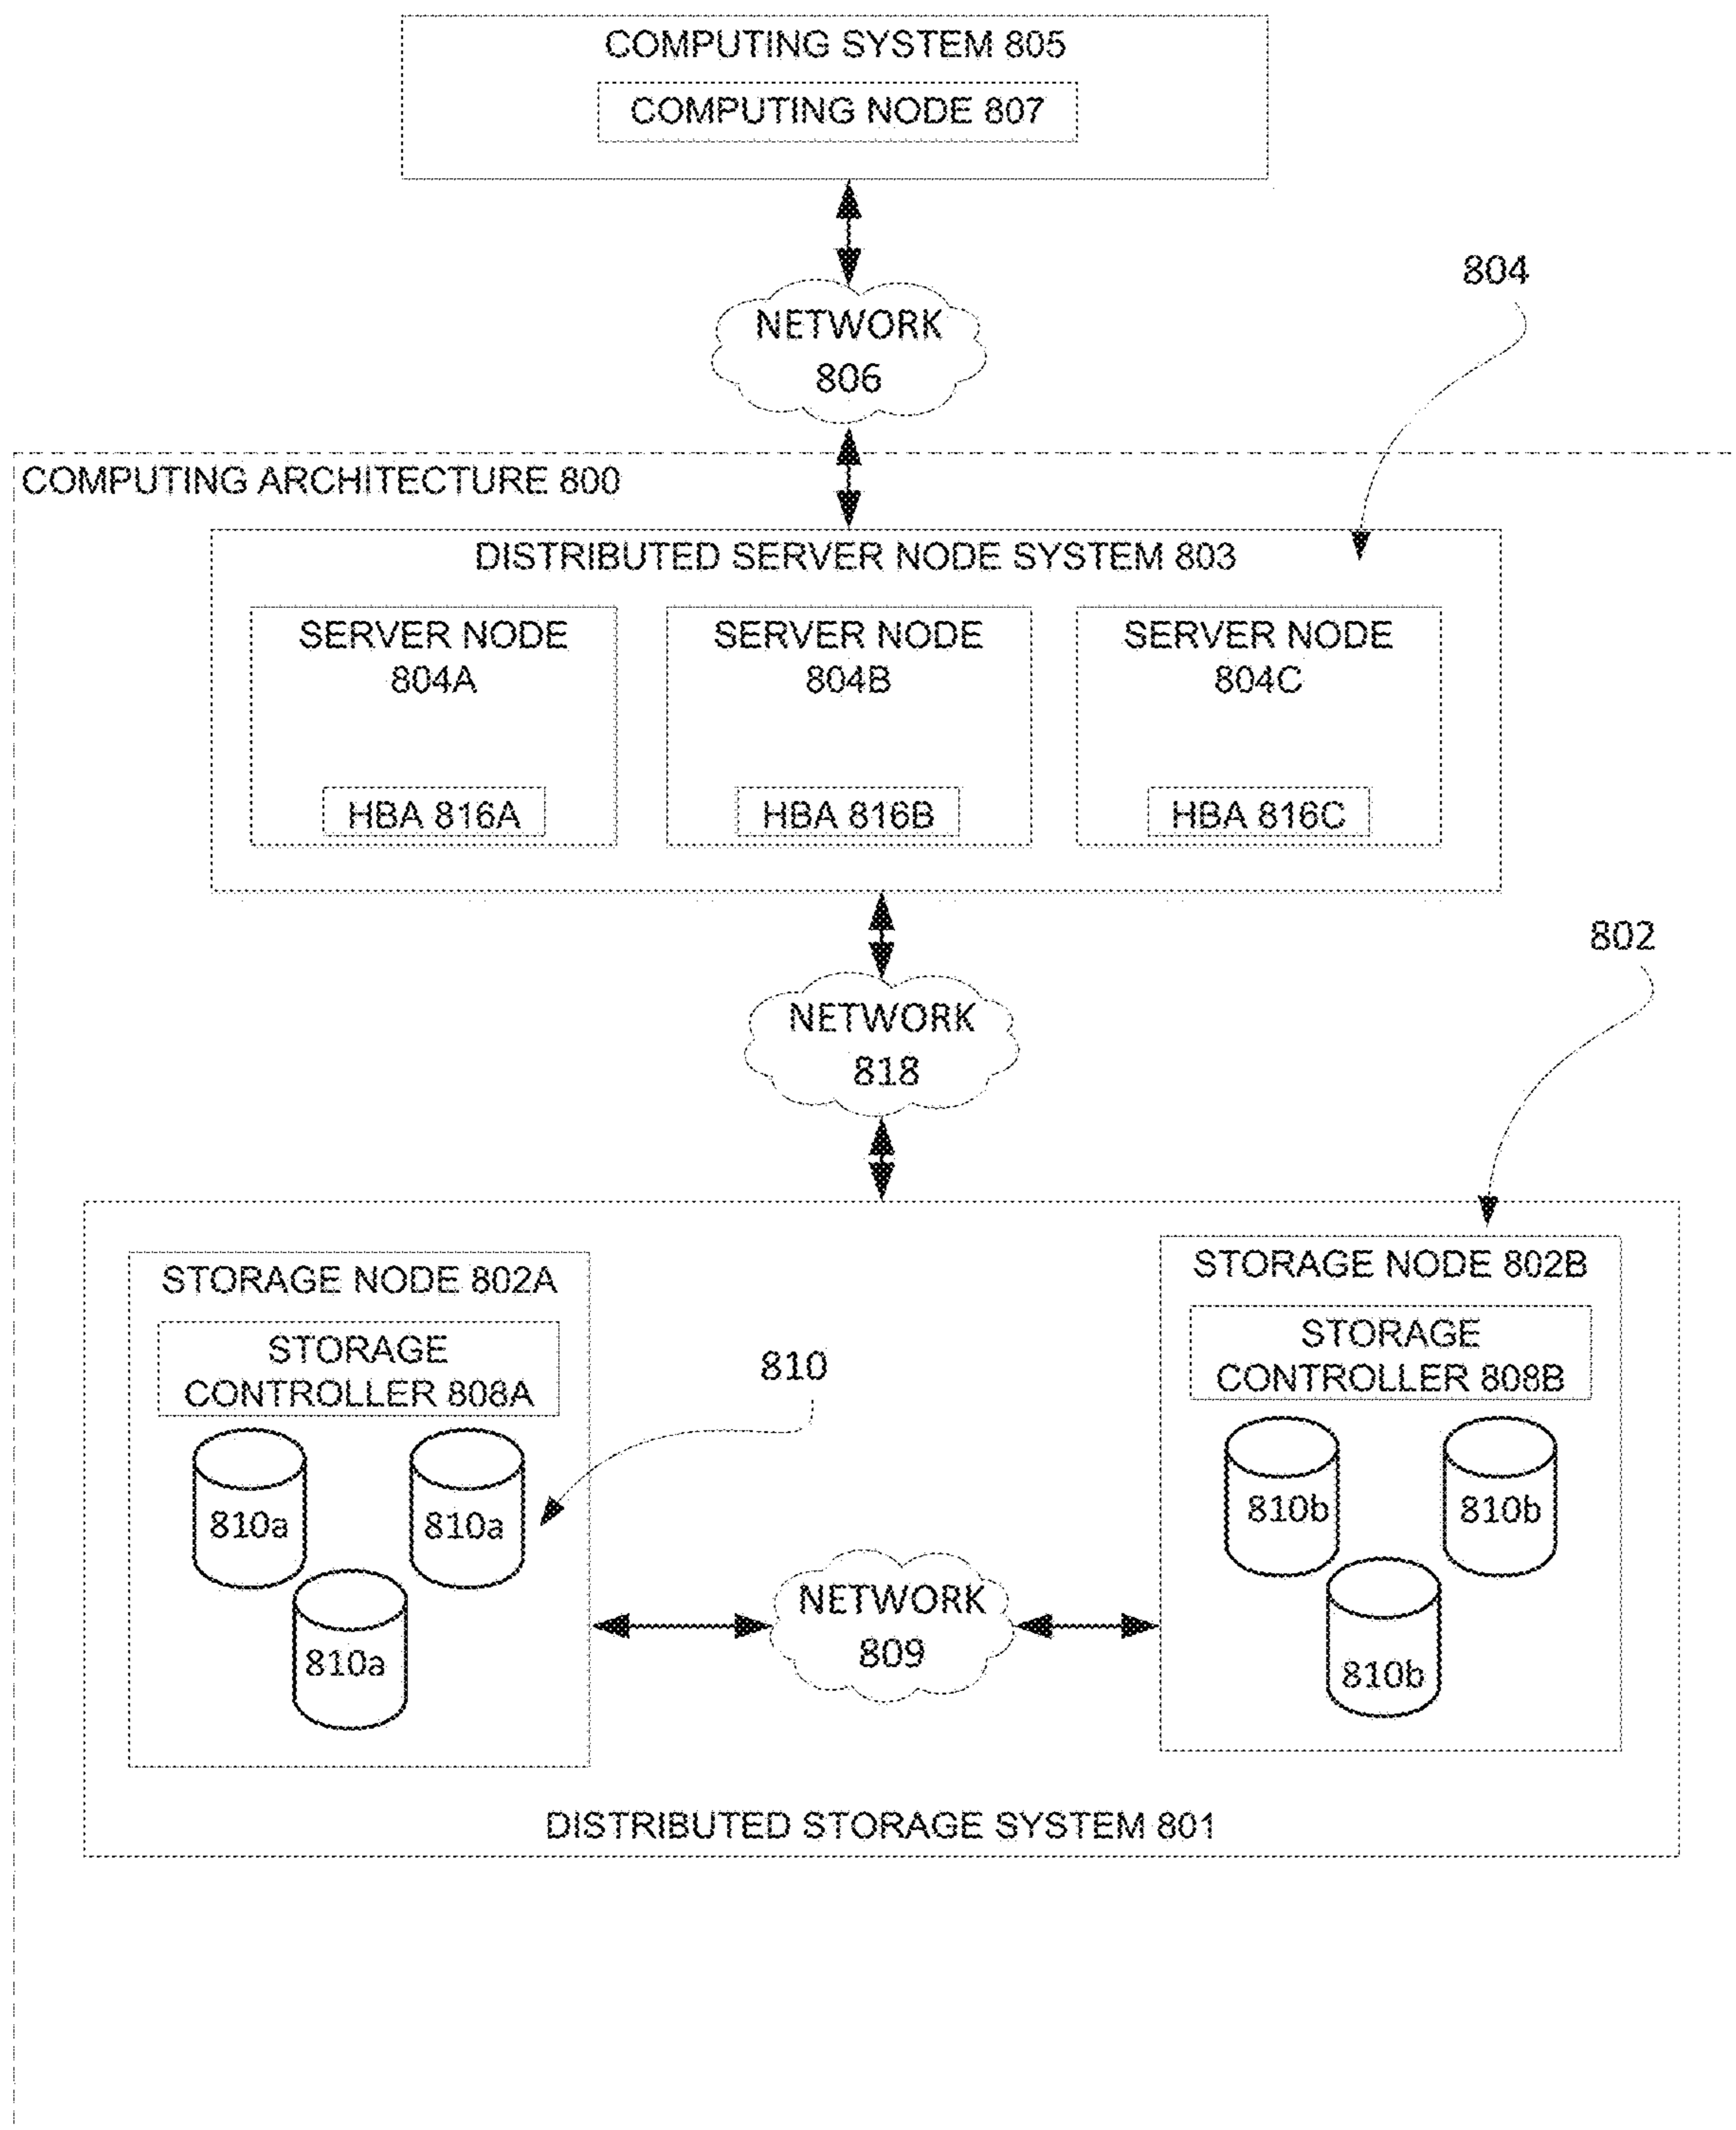 COMPUTING SYSTEM 805
COMPUTING NODE 807
NETWORK
806
804
COMPUTING ARCHITECTURE 800
DISTRIBUTED SERVER NODE SYSTEM 803
SERVER NODE
804A
HBA 816A
SERVER NODE
804B
HBA 816B
SERVER NODE
804C
HBA 816C
802
NETWORK
818
STORAGE NODE 802A
STORAGE
CONTROLLER 808A
810a
810a
810a
810
NETWORK
809
STORAGE NODE 802B
STORAGE
CONTROLLER 808B
810b
810b
810b
DISTRIBUTED STORAGE SYSTEM 801